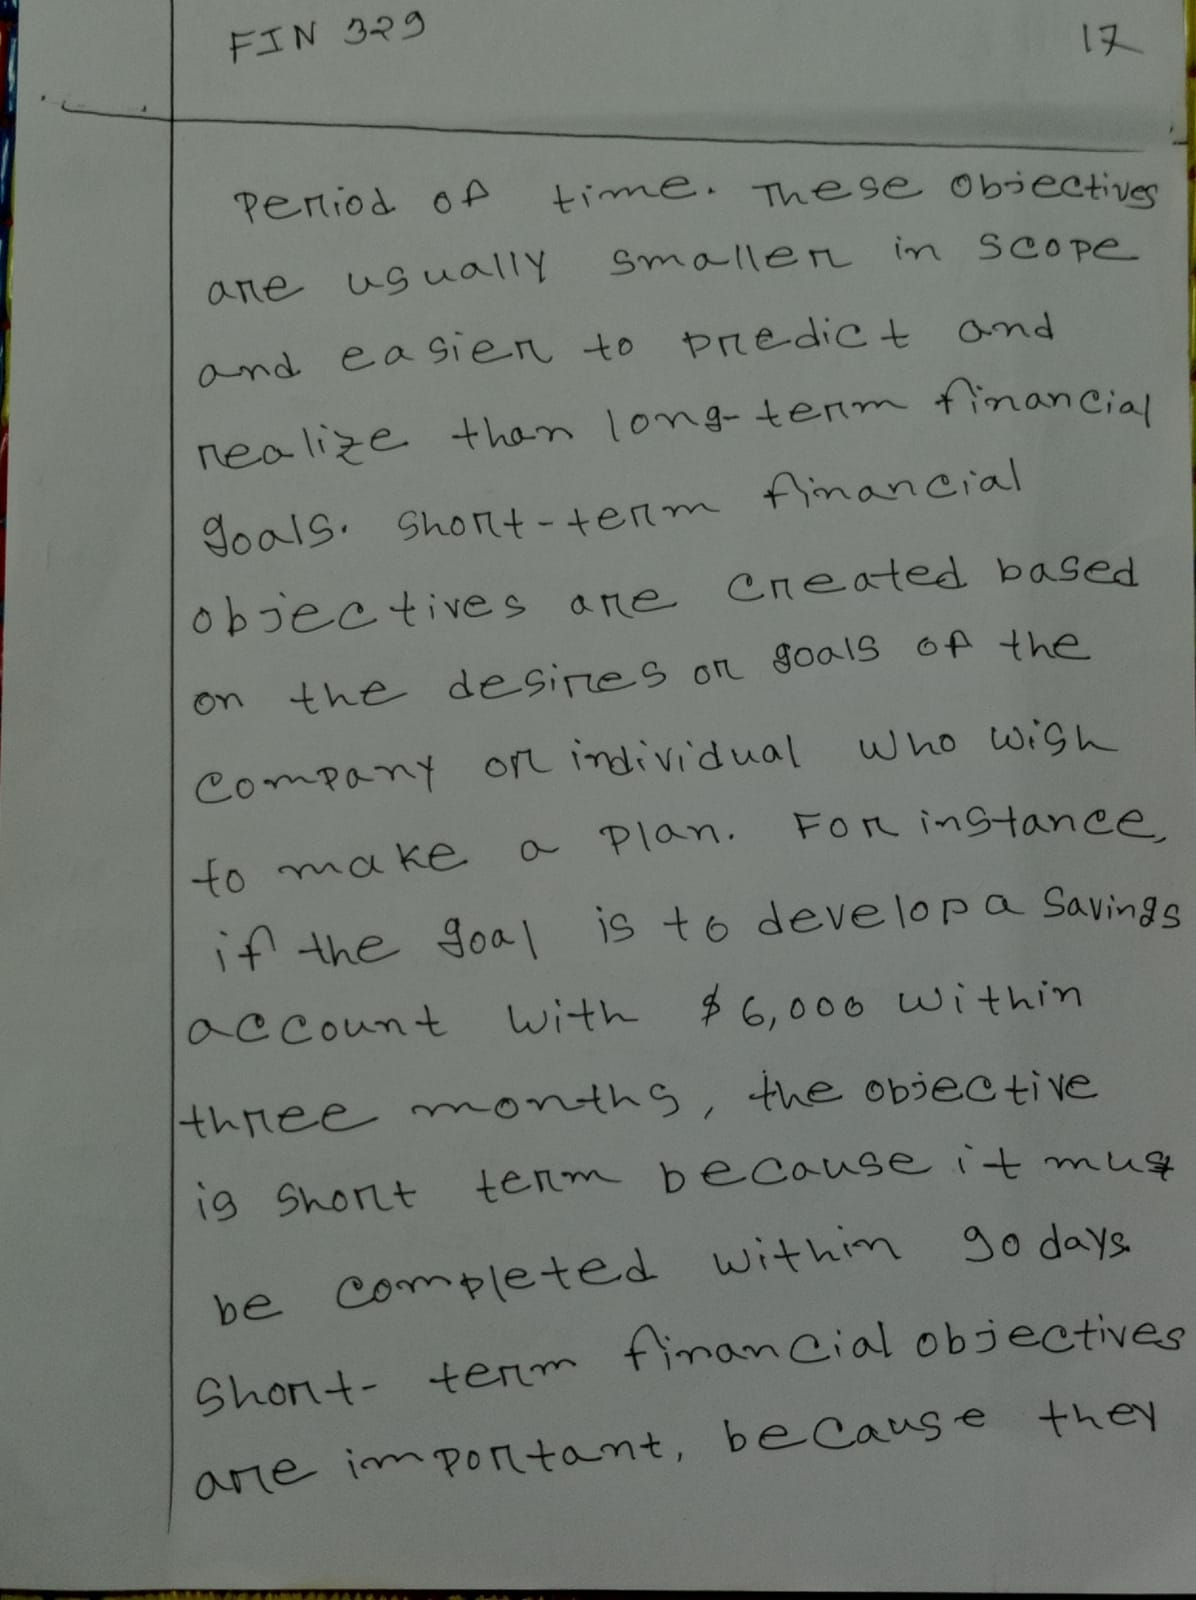 FIN 329
17
Period of time. These objectives
are usually smaller in scope
and easier to predict and
realize than long-term financial
goals. Short-term financial
objectives are created based
on the desires or goals of the
company or individual who wish
to make a plan. For instance,
if the goal is to develop a savings
account with $6,000 within
three months, the objective
is short term because it must
be completed within 90 days.
Short-term financial objectives
are important, because they